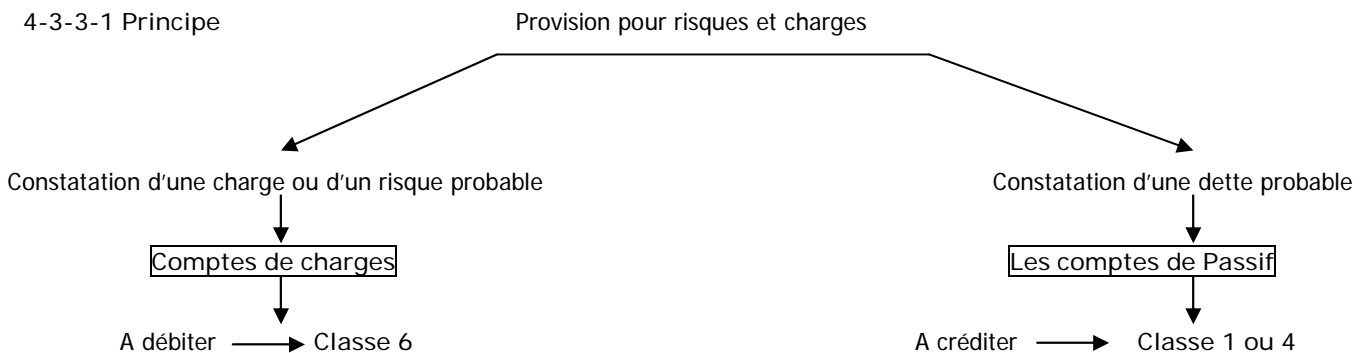 4-3-3-1 Principe
Provision pour risques et charges
Constatation d'une charge ou d'un risque probable
Constatation d'une dette probable
Comptes de charges
Les comptes de Passif
A débiter
Classe 6
A créditer
Classe 1 ou 4